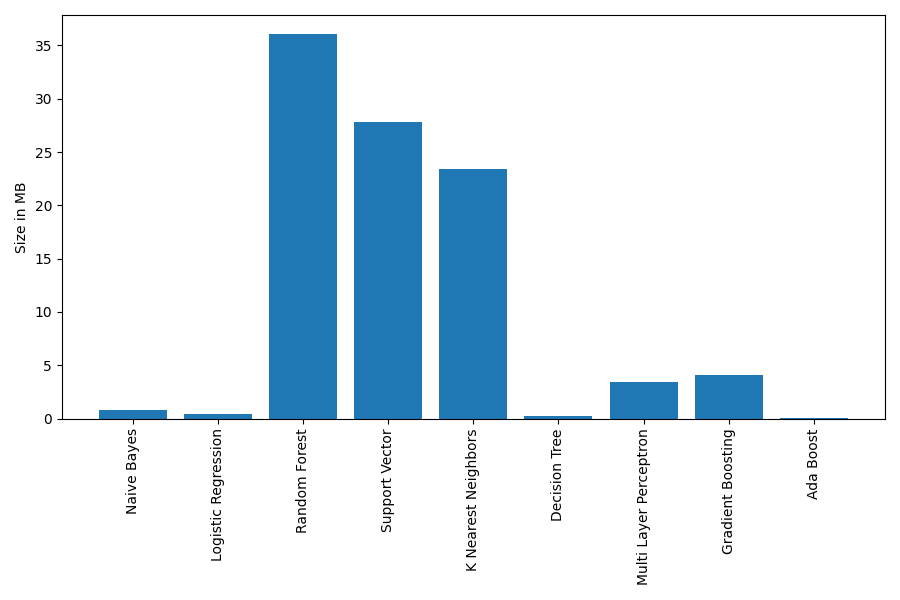 35
30
25
20
15
10
5
0
Size in MB
Naive Bayes
Logistic Regression
Random Forest
Support Vector
K Nearest Neighbors
Decision Tree
Multi Layer Perceptron
Gradient Boosting
Ada Boost